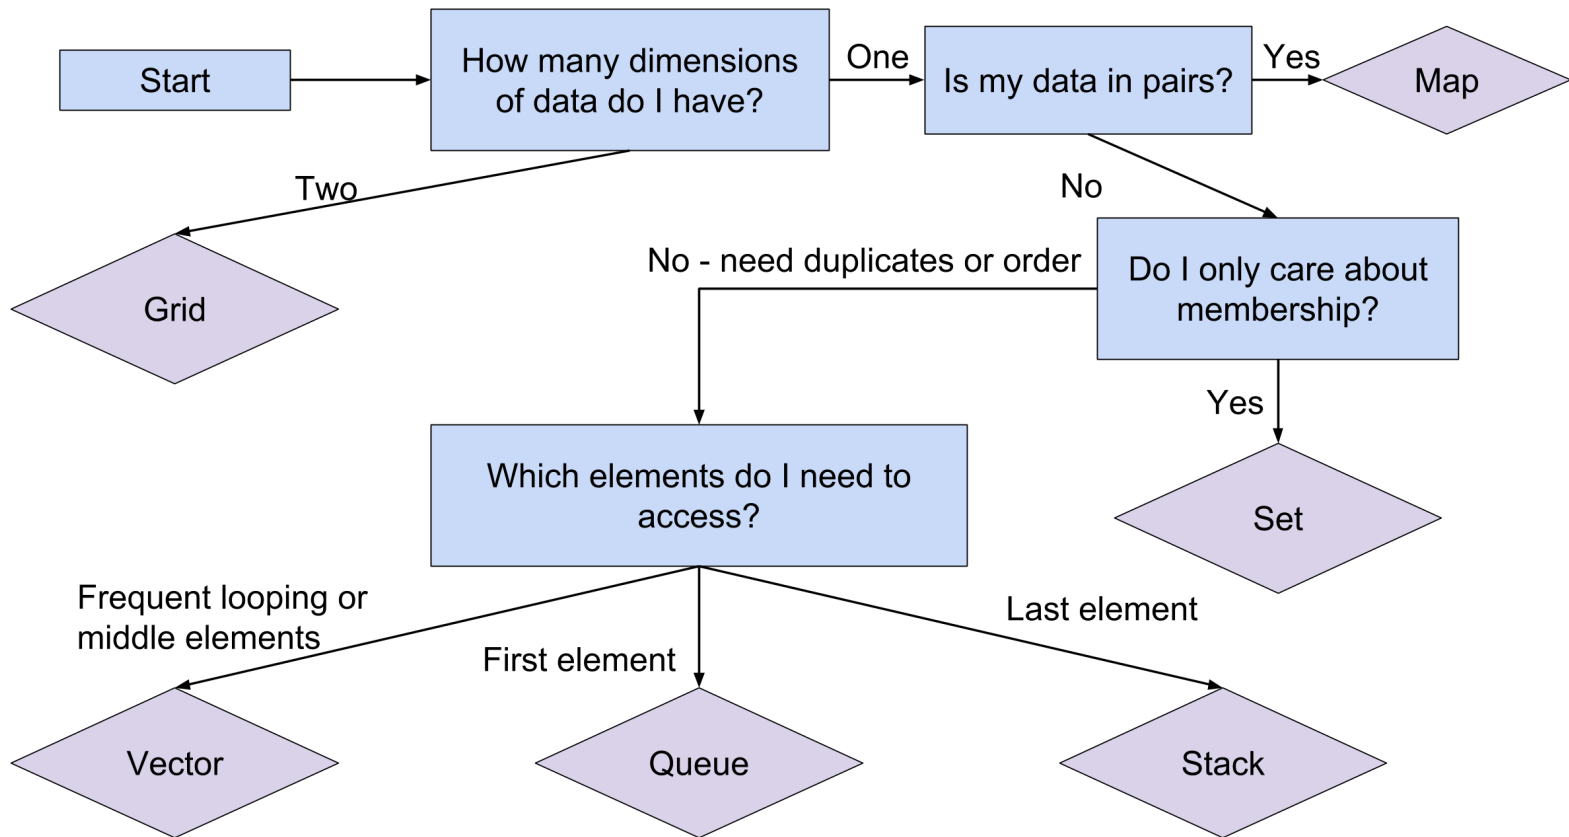 Start
How many dimensions
of data do I have?
One
Is my data in pairs?
Yes
Map
Two
No
Grid
No - need duplicates or order
Do I only care about
membership?
Yes
Which elements do I need to
access?
Set
Frequent looping or
middle elements
First element
Last element
Vector
Queue
Stack